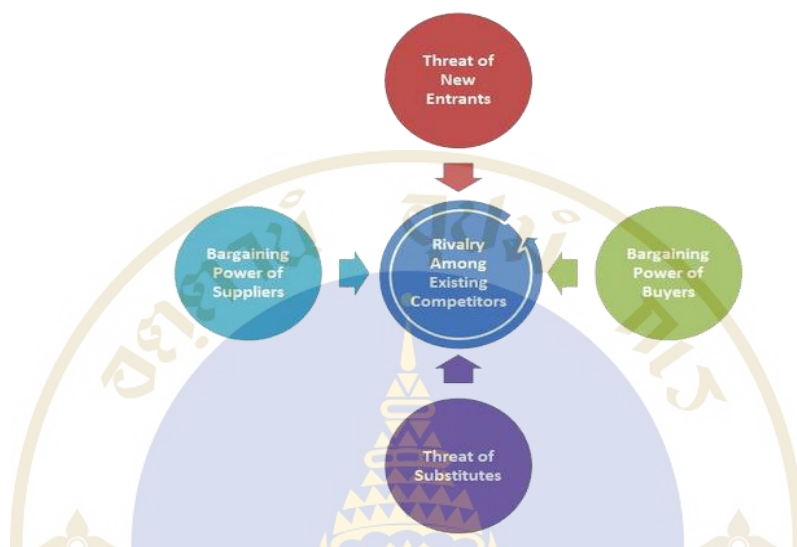 Threat of
New
Entrants
Bargaining
Power of
Suppliers
Rivalry
Among
Existing
Competitors
Bargaining
Power of
Buyers
Threat of
Substitutes